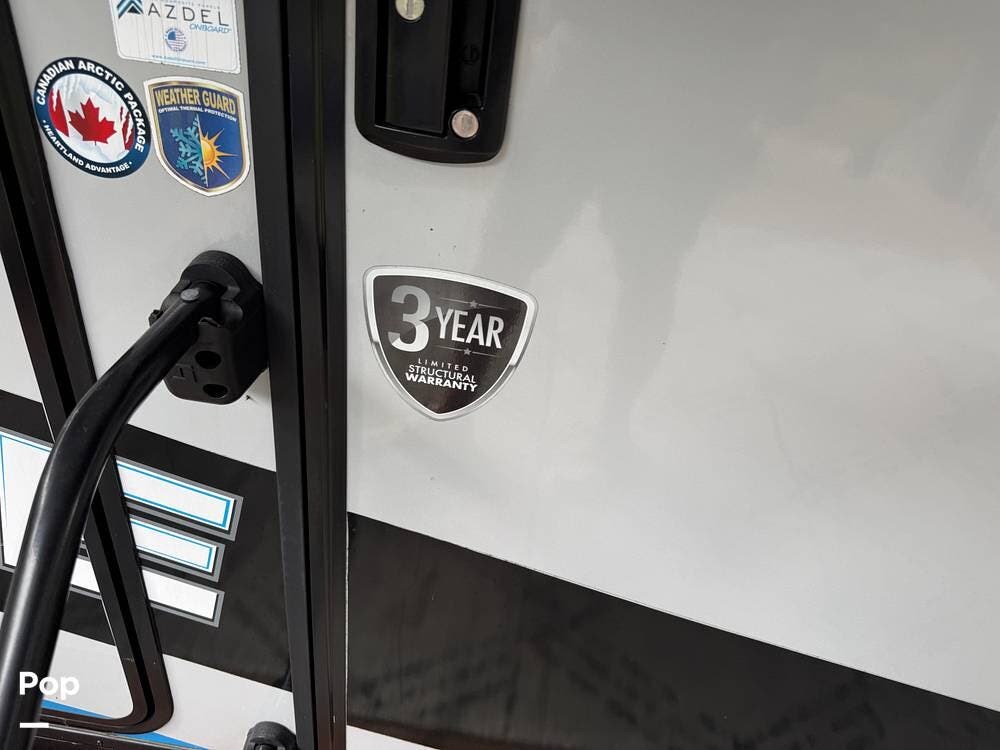 AZDEL
ONBOARD
CANADIAN ARCTIC PACKAGE
• HEARTLAND ADVANTAGE •
WEATHER GUARD
OPTIMAL THERMAL PROTECTION
3 YEAR
LIMITED
STRUCTURAL
WARRANTY
Pop